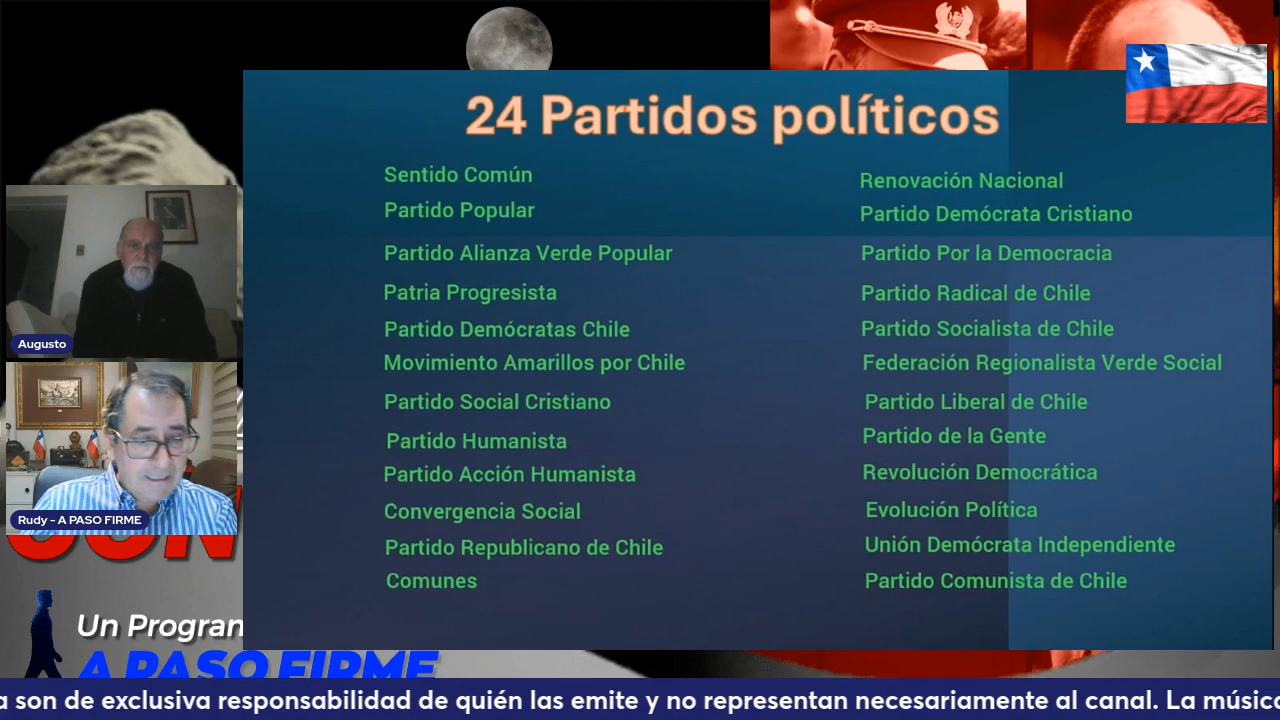 24 Partidos políticos
Sentido Común
Partido Popular
Partido Alianza Verde Popular
Patria Progresista
Partido Demócratas Chile
Movimiento Amarillos por Chile
Partido Social Cristiano
Partido Humanista
Partido Acción Humanista
Convergencia Social
Partido Republicano de Chile
Comunes
Renovación Nacional
Partido Demócrata Cristiano
Partido Por la Democracia
Partido Radical de Chile
Partido Socialista de Chile
Federación Regionalista Verde Social
Partido Liberal de Chile
Partido de la Gente
Revolución Democrática
Evolución Política
Unión Demócrata Independiente
Partido Comunista de Chile
Augusto
Rudy - A PASO FIRME
CON
Un Program
A PASO FIRME
a son de exclusiva responsabilidad de quién las emite y no representan necesariamente al canal. La música